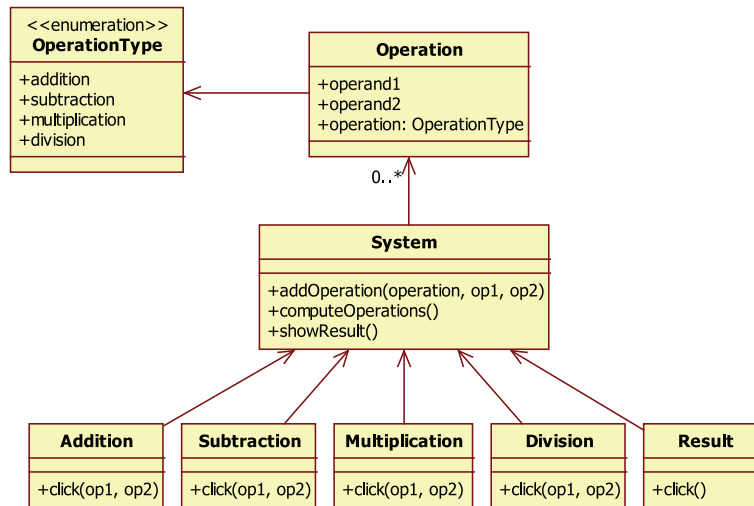 <<enumeration>>
OperationType
+addition
+subtraction
+multiplication
+division
Operation
+operand1
+operand2
+operation: OperationType
0..*
System
+addOperation(operation, op1, op2)
+computeOperations()
+showResult()
Addition
+click(op1, op2)
Subtraction
+click(op1, op2)
Multiplication
+click(op1, op2)
Division
+click(op1, op2)
Result
+click()